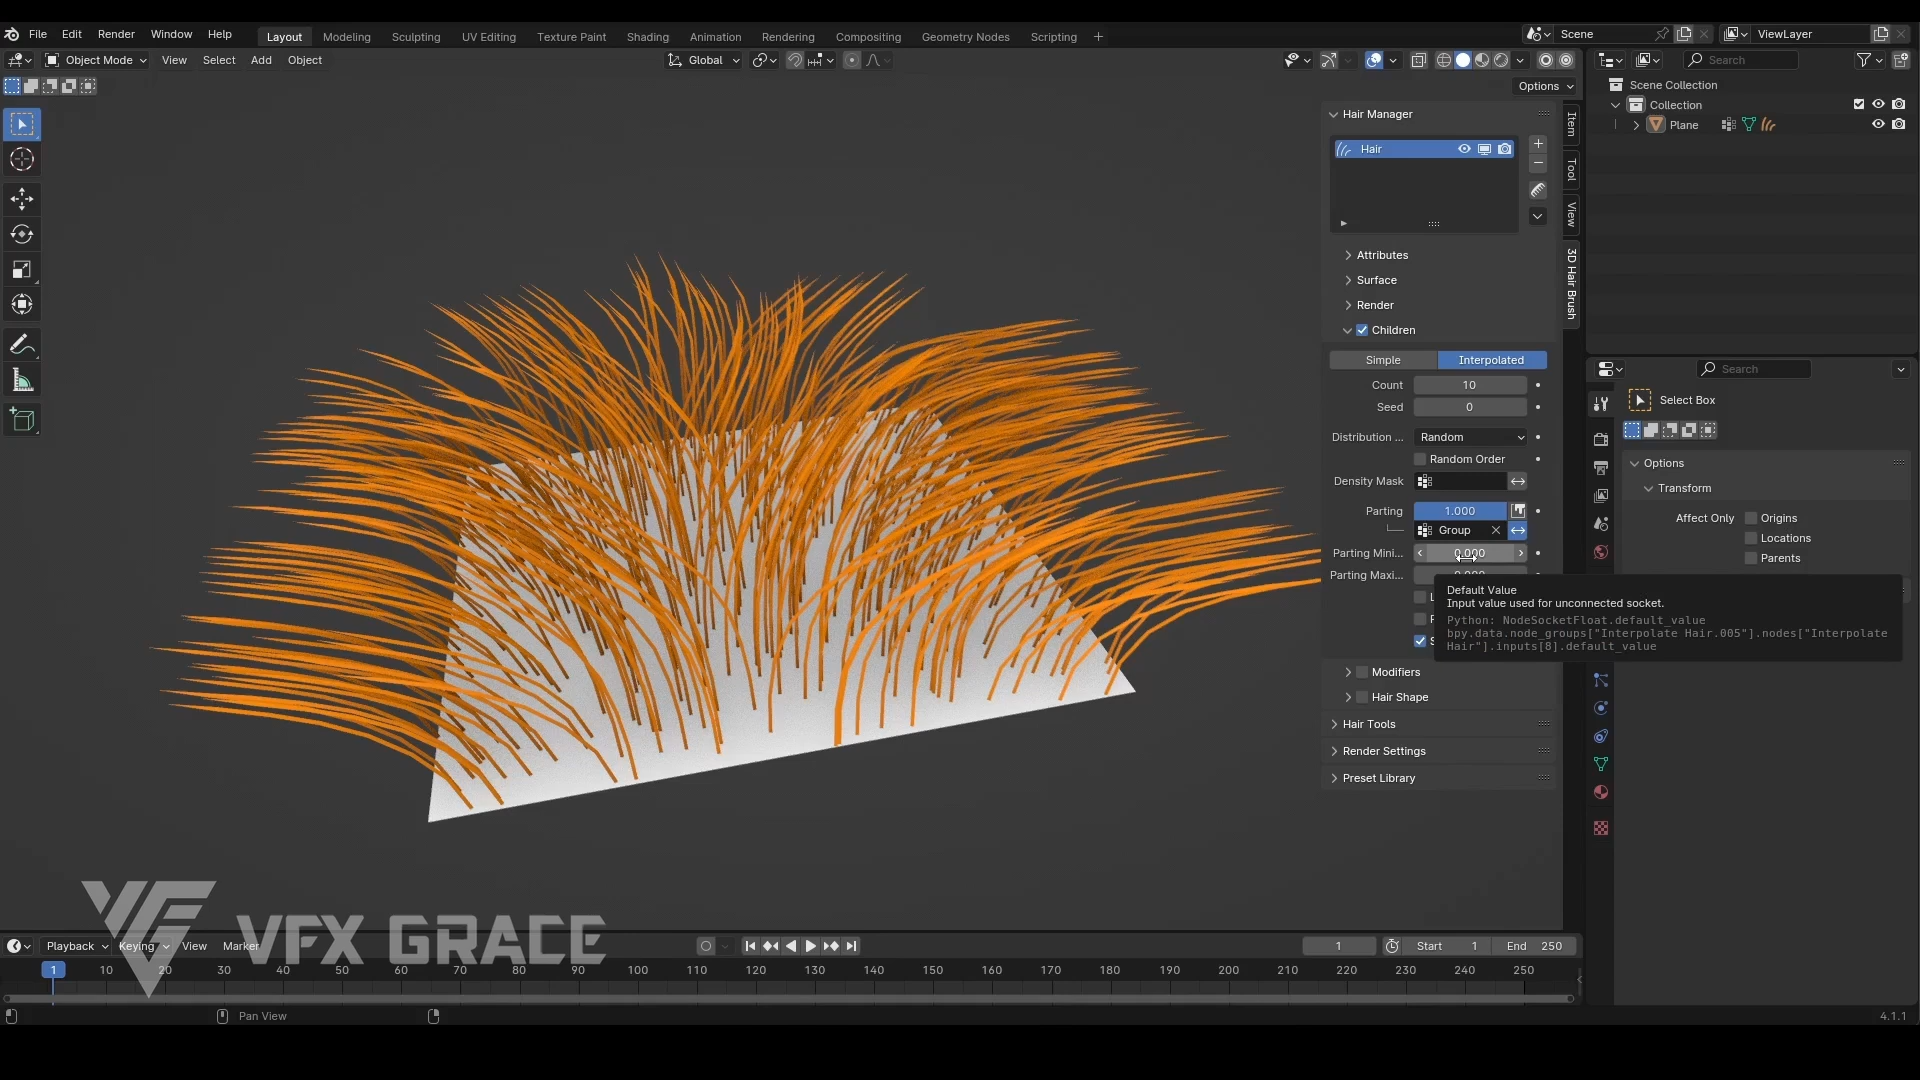 File Edit Render Window Help Layout Modeling Sculpting UV Editing Texture Paint Shading Animation Rendering Compositing Geometry Nodes Scripting + Scene ViewLayer
Object Mode View Select Add Object Global Search
Options
Scene Collection
Collection
Plane
Hair Manager
Hair
Item
Tool
View
3D Hair Brush
Attributes
Surface
Render
Children
Simple Interpolated
Count 10
Seed 0
Distribution ... Random
Random Order
Density Mask
Parting 1.000
Group
Parting Mini... 0.000
Parting Maxi...
Default Value
Input value used for unconnected socket.
Python: NodeSocketFloat.default_value
bpy.data.node_groups["Interpolate Hair.005"].nodes["Interpolate
Hair"].inputs[8].default_value
Modifiers
Hair Shape
Hair Tools
Render Settings
Preset Library
Search
Select Box
Options
Transform
Affect Only Origins
Locations
Parents
VFX GRACE
Playback Keying View Marker 1 Start 1 End 250
1 10 20 30 40 50 60 70 80 90 100 110 120 130 140 150 160 170 180 190 200 210 220 230 240 250
Pan View 4.1.1